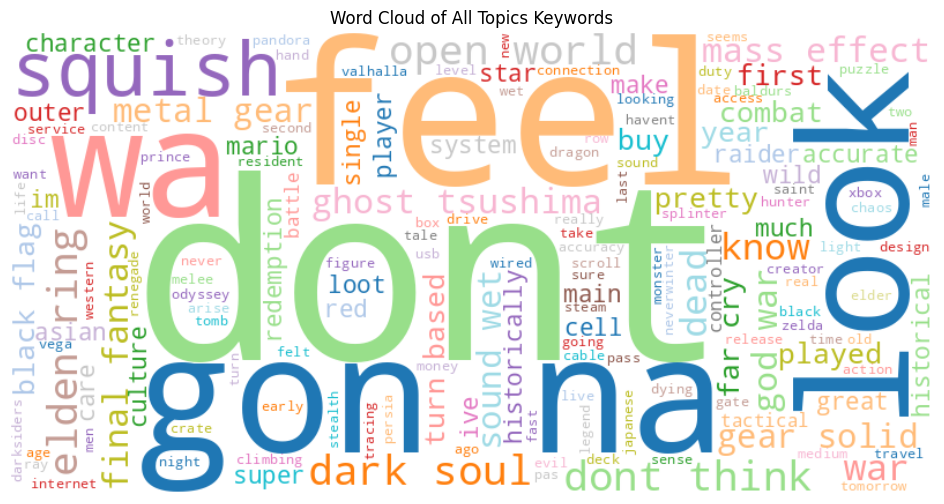 Word Cloud of All Topics Keywords
character theory pandora hand open world new seems mass effect
squish feel valhalla level star connection wet make duty first puzzle
outer metal gear single player looking date baldurs access combat two
service content second system havent buy year man
disc wa mario row raider accurate
want prince resident dragon sound last wild
im life call world battle ghost tsushima pretty saint hunter xbox male
black flag elden ring western final fantasy renegade never redemption tale box drive really take accuracy splinter know much chaos look
asian melee odyssey dont figure usb wired scroll sure main monster neverwinter dead controller cry light design creator
vega arise tomb loot red steam real elder
culture turn felt turn based sound wet historically cell going cable pass far god war release black zelda time old historical
care men money played action
darksiders age ray crate gonna early stealth tracing persia ive ago fast live legend japanese dying sense gate tactical great
internet night climbing super dark soul evil pas deck dont think gear solid medium war travel tomorrow